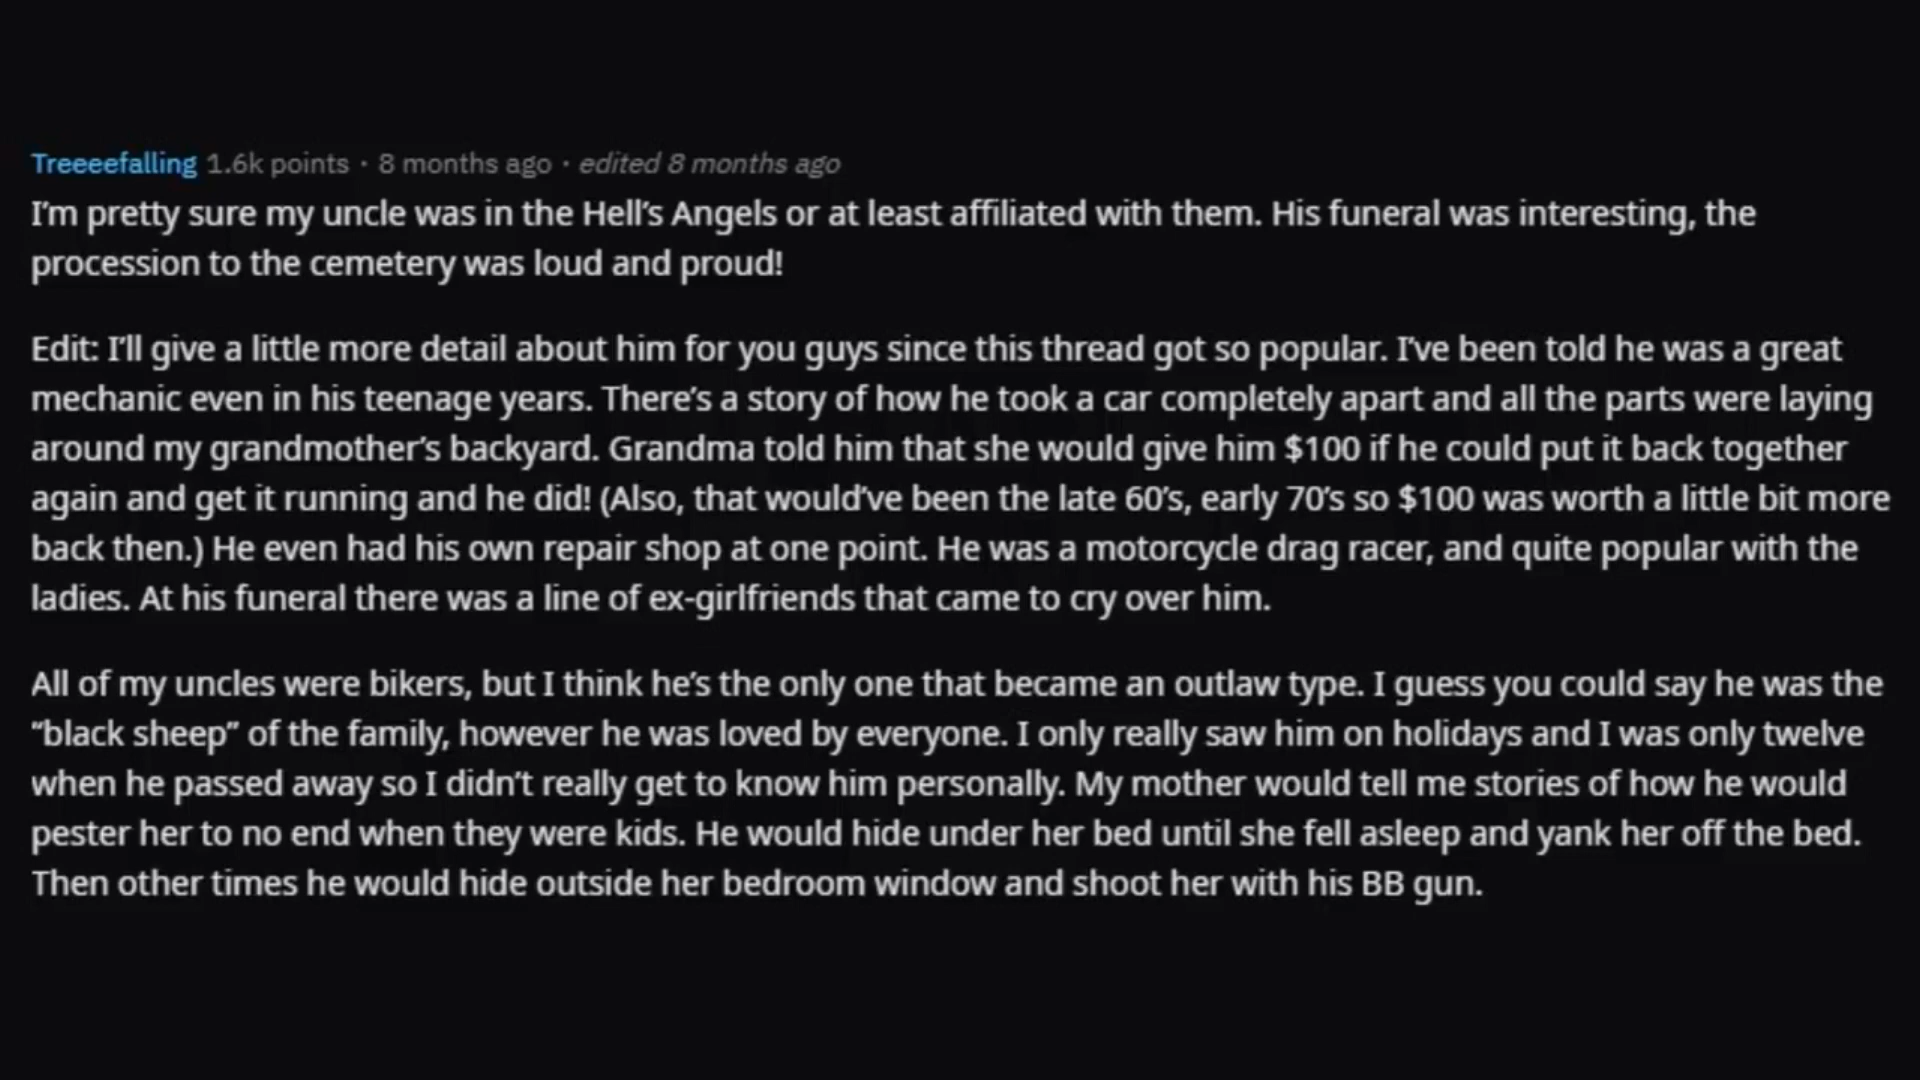 Treeeefalling 1.6k points · 8 months ago · edited 8 months ago
I’m pretty sure my uncle was in the Hell’s Angels or at least affiliated with them. His funeral was interesting, the
procession to the cemetery was loud and proud!
Edit: I’ll give a little more detail about him for you guys since this thread got so popular. I’ve been told he was a great
mechanic even in his teenage years. There’s a story of how he took a car completely apart and all the parts were laying
around my grandmother’s backyard. Grandma told him that she would give him $100 if he could put it back together
again and get it running and he did! (Also, that would’ve been the late 60’s, early 70’s so $100 was worth a little bit more
back then.) He even had his own repair shop at one point. He was a motorcycle drag racer, and quite popular with the
ladies. At his funeral there was a line of ex-girlfriends that came to cry over him.
All of my uncles were bikers, but I think he’s the only one that became an outlaw type. I guess you could say he was the
“black sheep” of the family, however he was loved by everyone. I only really saw him on holidays and I was only twelve
when he passed away so I didn’t really get to know him personally. My mother would tell me stories of how he would
pester her to no end when they were kids. He would hide under her bed until she fell asleep and yank her off the bed.
Then other times he would hide outside her bedroom window and shoot her with his BB gun.